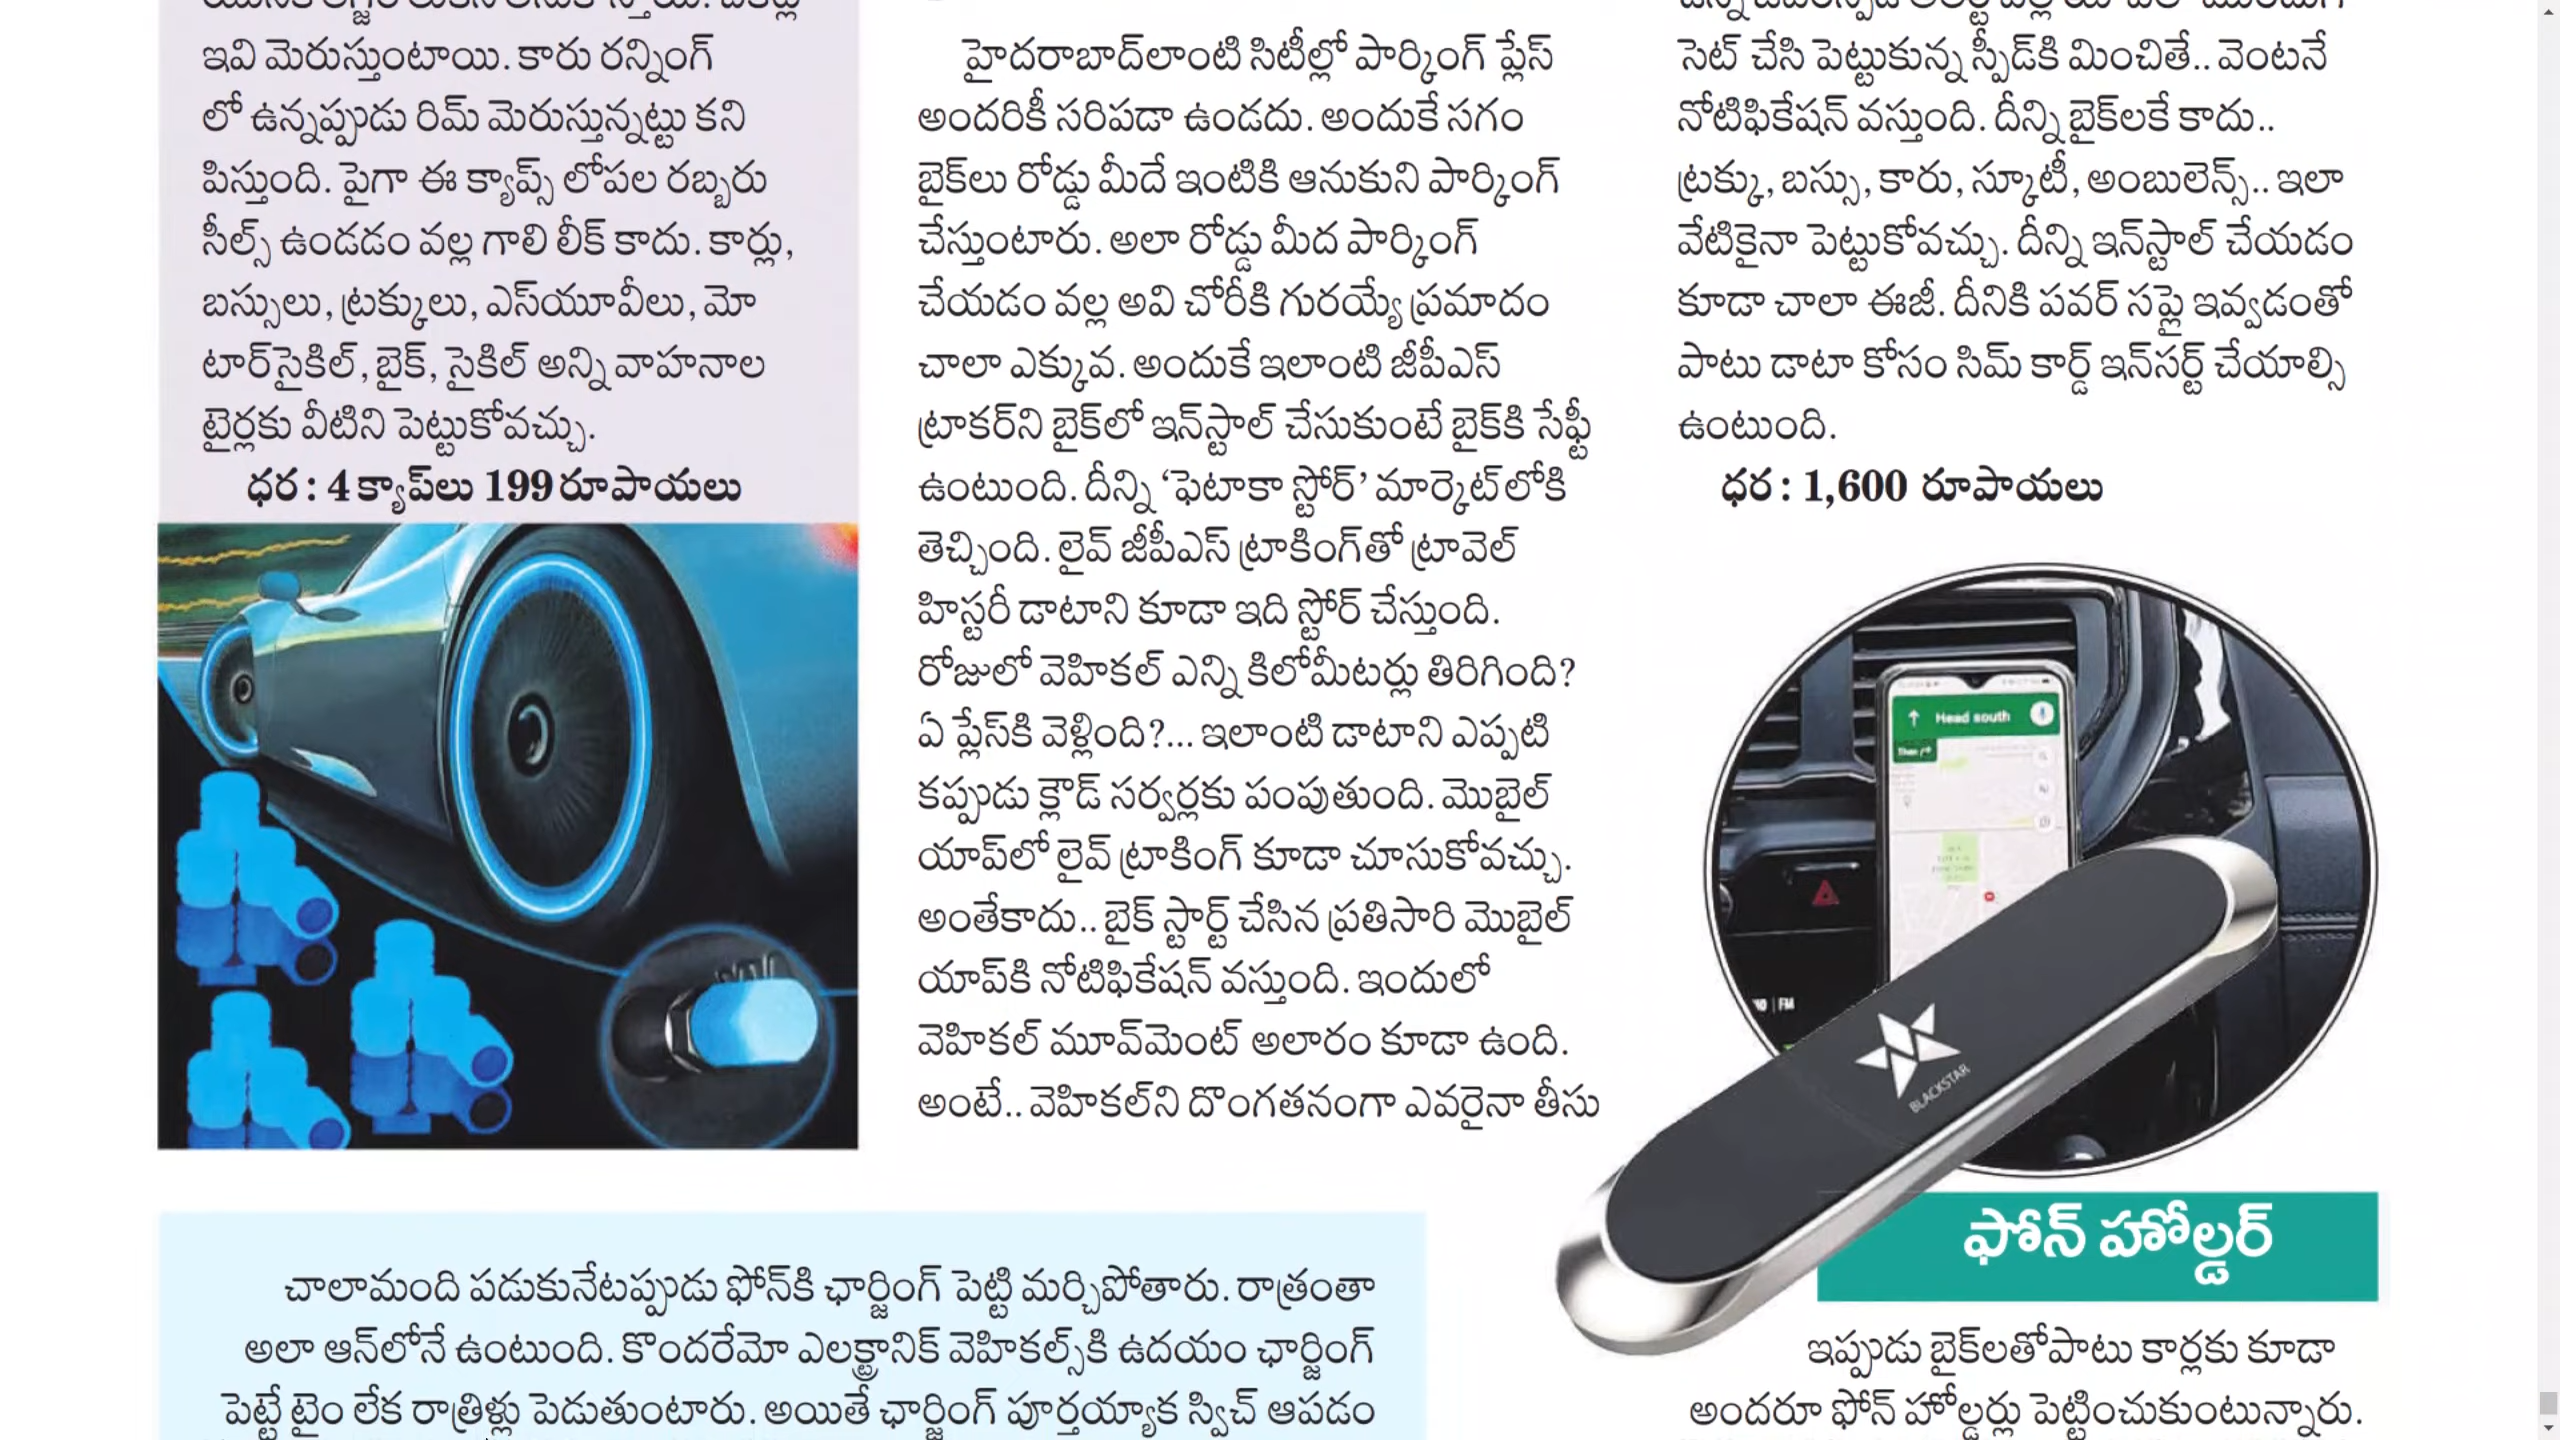 ఇవి మెరుస్తుంటాయి. కారు రన్నింగ్
లో ఉన్నప్పుడు రిమ్ మెరుస్తున్నట్టు కని
పిస్తుంది. పైగా ఈ క్యాప్స్ లోపల రబ్బరు
సీల్స్ ఉండడం వల్ల గాలి లీక్ కాదు. కార్లు,
బస్సులు, ట్రక్కులు, ఎస్‌యూవీలు, మో
టార్‌సైకిల్, బైక్, సైకిల్ అన్ని వాహనాల
టైర్లకు వీటిని పెట్టుకోవచ్చు.
ధర : 4 క్యాప్‌లు 199 రూపాయలు
హైదరాబాద్‌లాంటి సిటీల్లో పార్కింగ్ ప్లేస్
అందరికీ సరిపడా ఉండదు. అందుకే సగం
బైక్‌లు రోడ్డు మీదే ఇంటికి ఆనుకుని పార్కింగ్
చేస్తుంటారు. అలా రోడ్డు మీద పార్కింగ్
చేయడం వల్ల అవి చోరీకి గురయ్యే ప్రమాదం
చాలా ఎక్కువ. అందుకే ఇలాంటి జీపీఎస్
ట్రాకర్‌ని బైక్‌లో ఇన్‌స్టాల్ చేసుకుంటే బైక్‌కి సేఫ్టీ
ఉంటుంది. దీన్ని ‘ఫెటాకా స్టోర్’ మార్కెట్‌లోకి
తెచ్చింది. లైవ్ జీపీఎస్ ట్రాకింగ్‌తో ట్రావెల్
హిస్టరీ డాటాని కూడా ఇది స్టోర్ చేస్తుంది.
రోజులో వెహికల్ ఎన్ని కిలోమీటర్లు తిరిగింది?
ఏ ప్లేస్‌కి వెళ్లింది?... ఇలాంటి డాటాని ఎప్పటి
కప్పుడు క్లౌడ్ సర్వర్లకు పంపుతుంది. మొబైల్
యాప్‌లో లైవ్ ట్రాకింగ్ కూడా చూసుకోవచ్చు.
అంతేకాదు.. బైక్ స్టార్ట్ చేసిన ప్రతిసారి మొబైల్
యాప్‌కి నోటిఫికేషన్ వస్తుంది. ఇందులో
వెహికల్ మూవ్‌మెంట్ అలారం కూడా ఉంది.
అంటే.. వెహికల్‌ని దొంగతనంగా ఎవరైనా తీసు
సెట్ చేసి పెట్టుకున్న స్పీడ్‌కి మించితే.. వెంటనే
నోటిఫికేషన్ వస్తుంది. దీన్ని బైక్‌లకే కాదు..
ట్రక్కు, బస్సు, కారు, స్కూటీ, అంబులెన్స్.. ఇలా
వేటికైనా పెట్టుకోవచ్చు. దీన్ని ఇన్‌స్టాల్ చేయడం
కూడా చాలా ఈజీ. దీనికి పవర్ సప్లై ఇవ్వడంతో
పాటు డాటా కోసం సిమ్ కార్డ్ ఇన్‌సర్ట్ చేయాల్సి
ఉంటుంది.
ధర : 1,600 రూపాయలు
Head south
Then
FM
BLACKSTAR
ఫోన్ హోల్డర్
ఇప్పుడు బైక్‌లతోపాటు కార్లకు కూడా
అందరూ ఫోన్ హోల్డర్లు పెట్టించుకుంటున్నారు.
చాలామంది పడుకునేటప్పుడు ఫోన్‌కి ఛార్జింగ్ పెట్టి మర్చిపోతారు. రాత్రంతా
అలా ఆన్‌లోనే ఉంటుంది. కొందరేమో ఎలక్ట్రానిక్ వెహికల్స్‌కి ఉదయం ఛార్జింగ్
పెట్టే టైం లేక రాత్రిళ్లు పెడుతుంటారు. అయితే ఛార్జింగ్ పూర్తయ్యాక స్విచ్ ఆపడం